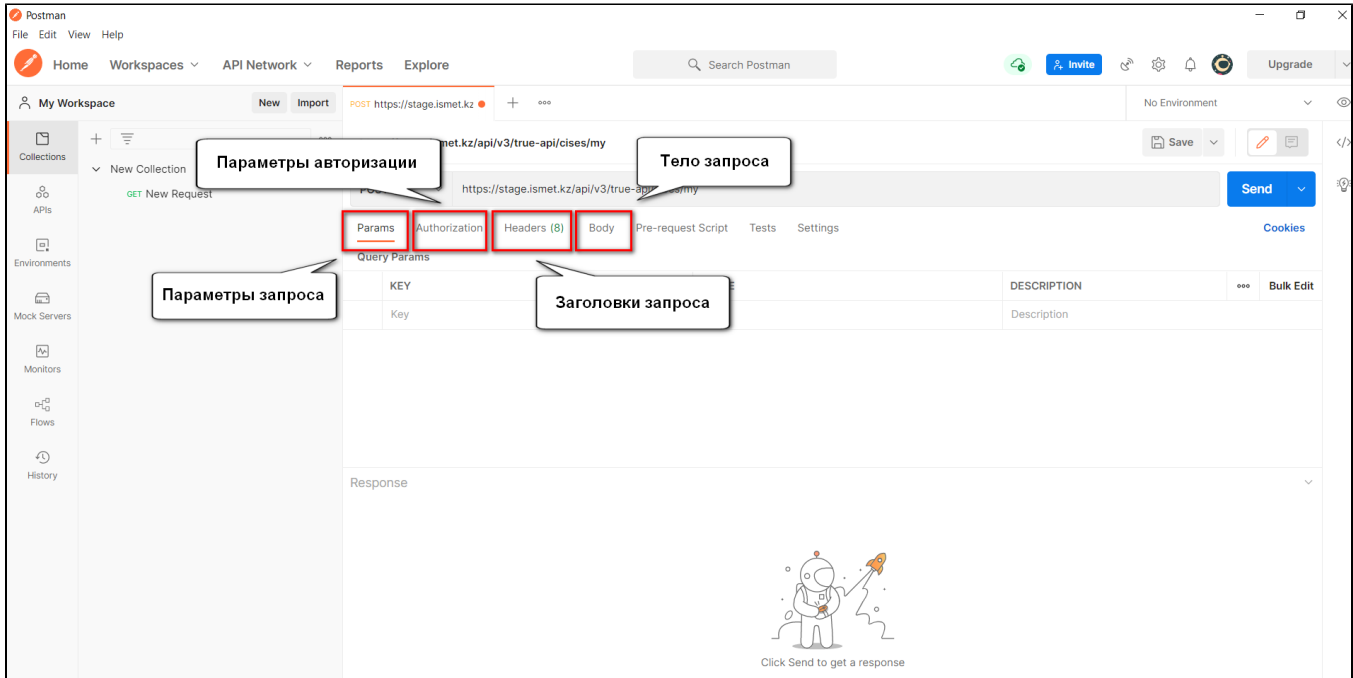 Postman
File Edit View Help
Home Workspaces API Network Reports Explore Search Postman Invite Upgrade
My Workspace New Import POST https://stage.ismet.kz No Environment
Collections
APIs
Environments
Mock Servers
Monitors
Flows
History
New Collection
GET New Request
net.kz/api/v3/true-api/cises/my Save
Параметры авторизации
Тело запроса
https://stage.ismet.kz/api/v3/true-ap my Send
Params Authorization Headers (8) Body Pre-request Script Tests Settings Cookies
Query Params
Параметры запроса
Заголовки запроса
KEY DESCRIPTION Bulk Edit
Key Description
Response
Click Send to get a response